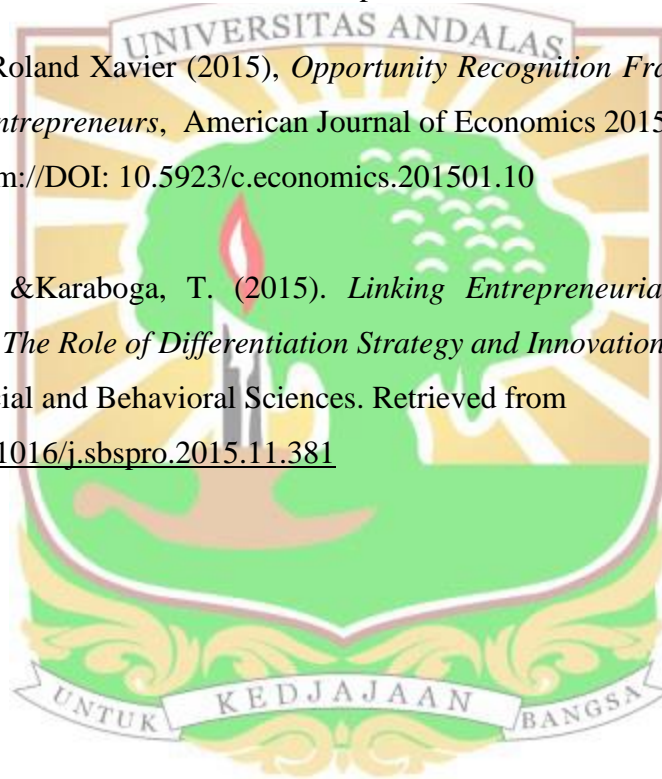 UNIVERSITAS ANDALAS
Roland Xavier (2015), Opportunity Recognition Fra
ntrepreneurs, American Journal of Economics 2015
m://DOI: 10.5923/c.economics.201501.10
&Karaboga, T. (2015). Linking Entrepreneuria
The Role of Differentiation Strategy and Innovation
cial and Behavioral Sciences. Retrieved from
1016/j.sbspro.2015.11.381
UNTUK KEDJAJAAN BANGSA